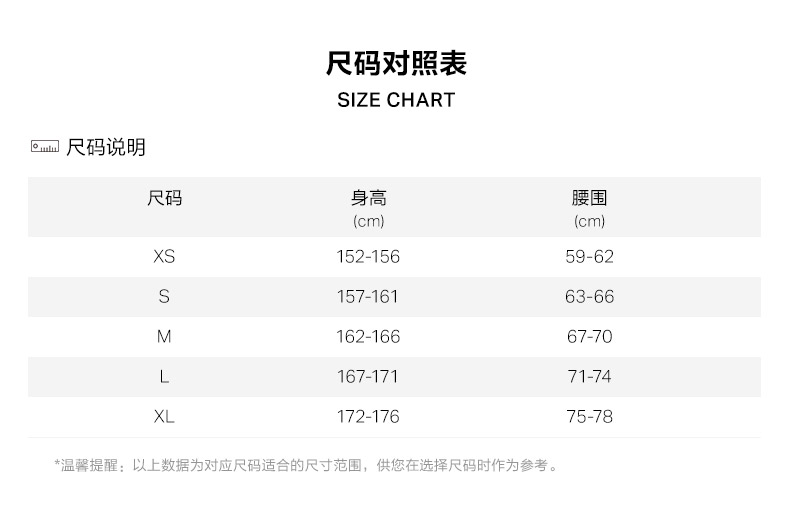 尺码对照表
SIZE CHART
尺码说明
尺码 身高 腰围
(cm) (cm)
XS 152-156 59-62
S 157-161 63-66
M 162-166 67-70
L 167-171 71-74
XL 172-176 75-78
*温馨提醒：以上数据为对应尺码适合的尺寸范围，供您在选择尺码时作为参考。